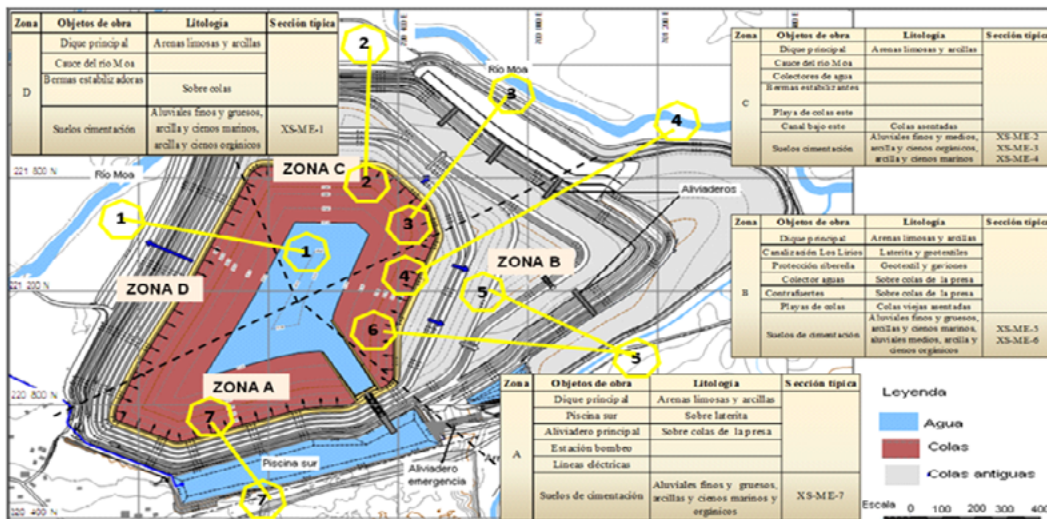 Zona Objetos de obra Litología Sección típica
D
Dique principal Arenas limosas y arcillas
Cauce del río Moa
Bermas estabilizadoras Sobre colas
Suelos cimentación Aluviales finos y gruesos, arcilla y cienos marinos, arcilla y cienos orgánicos XS-ME-1
Zona Objetos de obra Litología Sección típica
C
Dique principal Arenas limosas y arcillas
Cauce del río Moa
Colectores de agua
Bermas estabilizantes
Playa de colas este
Canal bajo este Colas asentadas
Suelos cimentación Aluviales finos y medios, arcilla y cienos orgánicos, arcilla y cienos marinos XS-ME-2 XS-ME-3 XS-ME-4
Zona Objetos de obra Litología Sección típica
B
Dique principal Arenas limosas y arcillas
Canalización Los Lirios Laterita y geotextiles
Protección ribereña Geotextil y gaviones
Colector aguas Sobre colas de la presa
Contrafuertes Sobre colas de la presa
Playas de colas Colas viejas asentadas
Suelos de cimentación Aluviales finos y gruesos, arcillas y cienos marinos, aluviales medios, arcilla y cienos orgánicos XS-ME-5 XS-ME-6
Zona Objetos de obra Litología Sección típica
A
Dique principal Arenas limosas y arcillas
Piscina sur Sobre laterita
Aliviadero principal Sobre colas de la presa
Estación bombeo
Líneas eléctricas
Suelos de cimentación Aluviales finos y gruesos, arcillas y cienos marinos y orgánicos XS-ME-7
Río Moa
Río Moa
221 800 N
221 200 N
220 800 N
700 800 E
ZONA C
ZONA B
ZONA D
ZONA A
Aliviaderos
Piscina sur
Aliviadero
emergencia
1
1
2
2
3
3
4
4
5
6
7
7
Leyenda
Agua
Colas
Colas antiguas
Escala 0 100 200 300 400